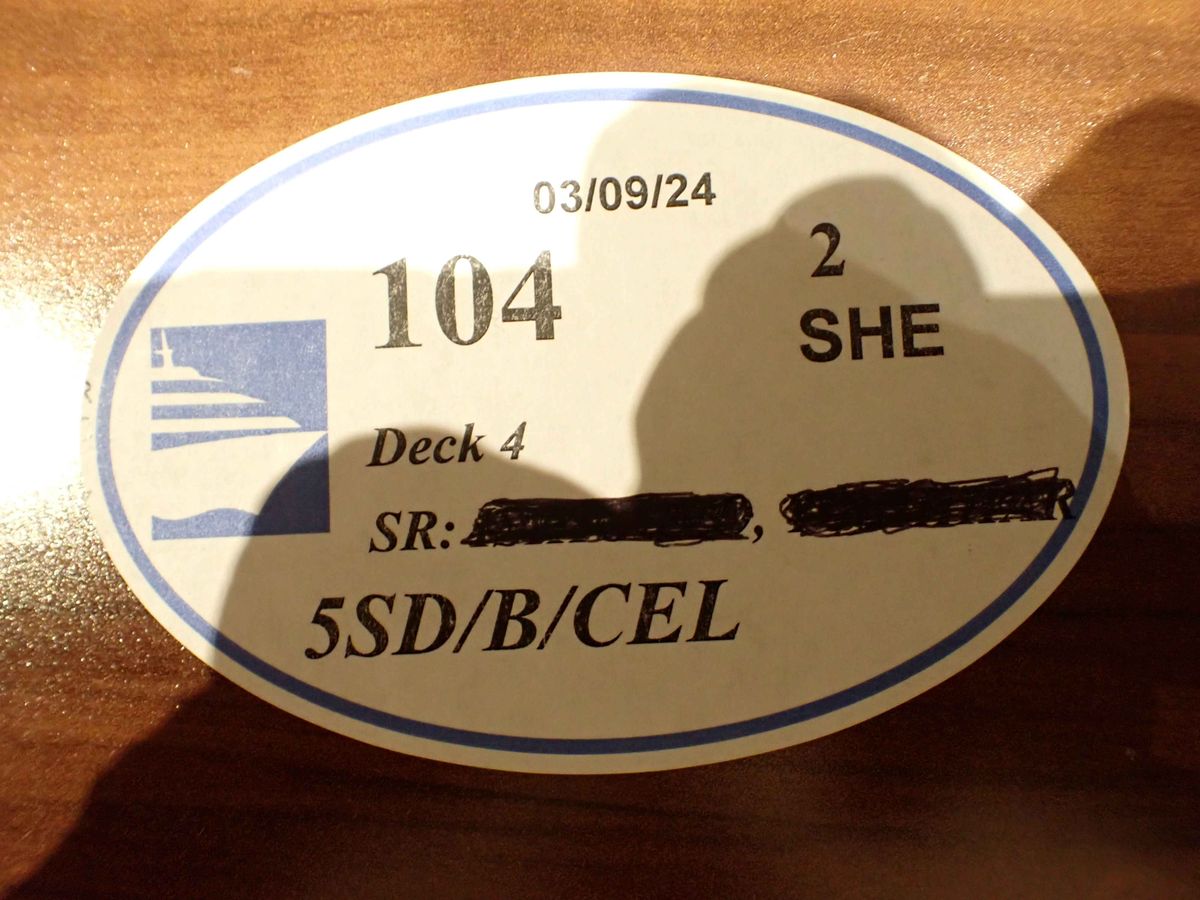 03/09/24
104
2
SHE
Deck 4
SR: ,
5SD/B/CEL